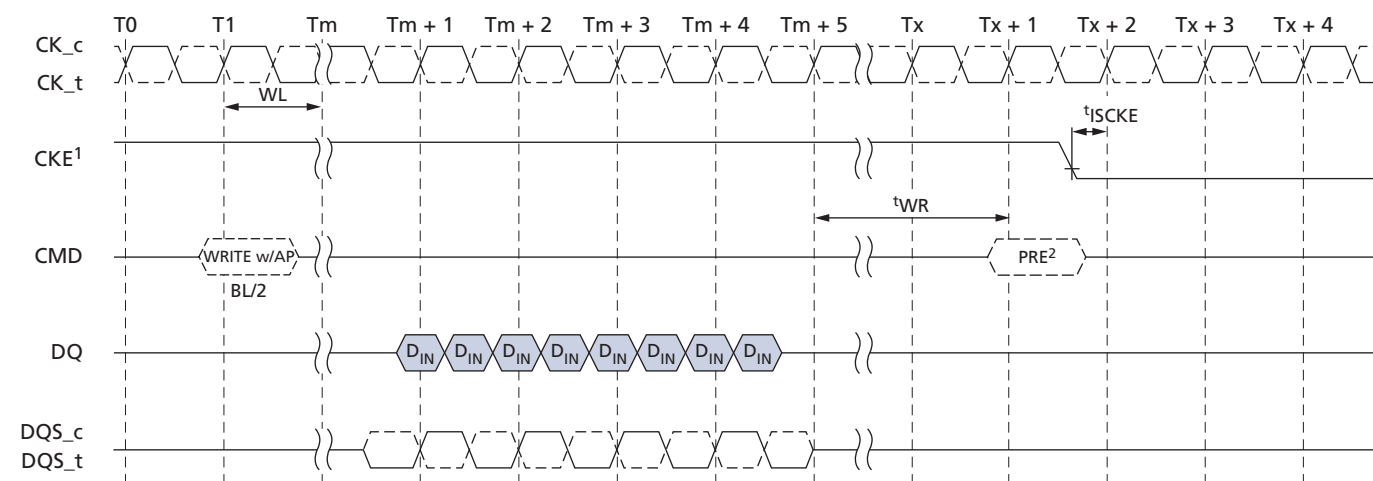 T0 T1 Tm Tm + 1 Tm + 2 Tm + 3 Tm + 4 Tm + 5 Tx Tx + 1 Tx + 2 Tx + 3 Tx + 4
CK_c
CK_t
WL
tISCKE
CKE1
tWR
CMD WRITE w/AP PRE2
BL/2
DQ DIN DIN DIN DIN DIN DIN DIN DIN
DQS_c
DQS_t